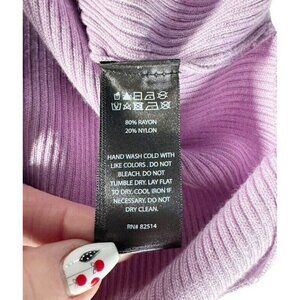 80% RAYON
20% NYLON
HAND WASH COLD WITH
LIKE COLORS . DO NOT
BLEACH. DO NOT
TUMBLE DRY. LAY FLAT
TO DRY, COOL IRON IF
NECESSARY. DO NOT
DRY CLEAN.
RN# 82514